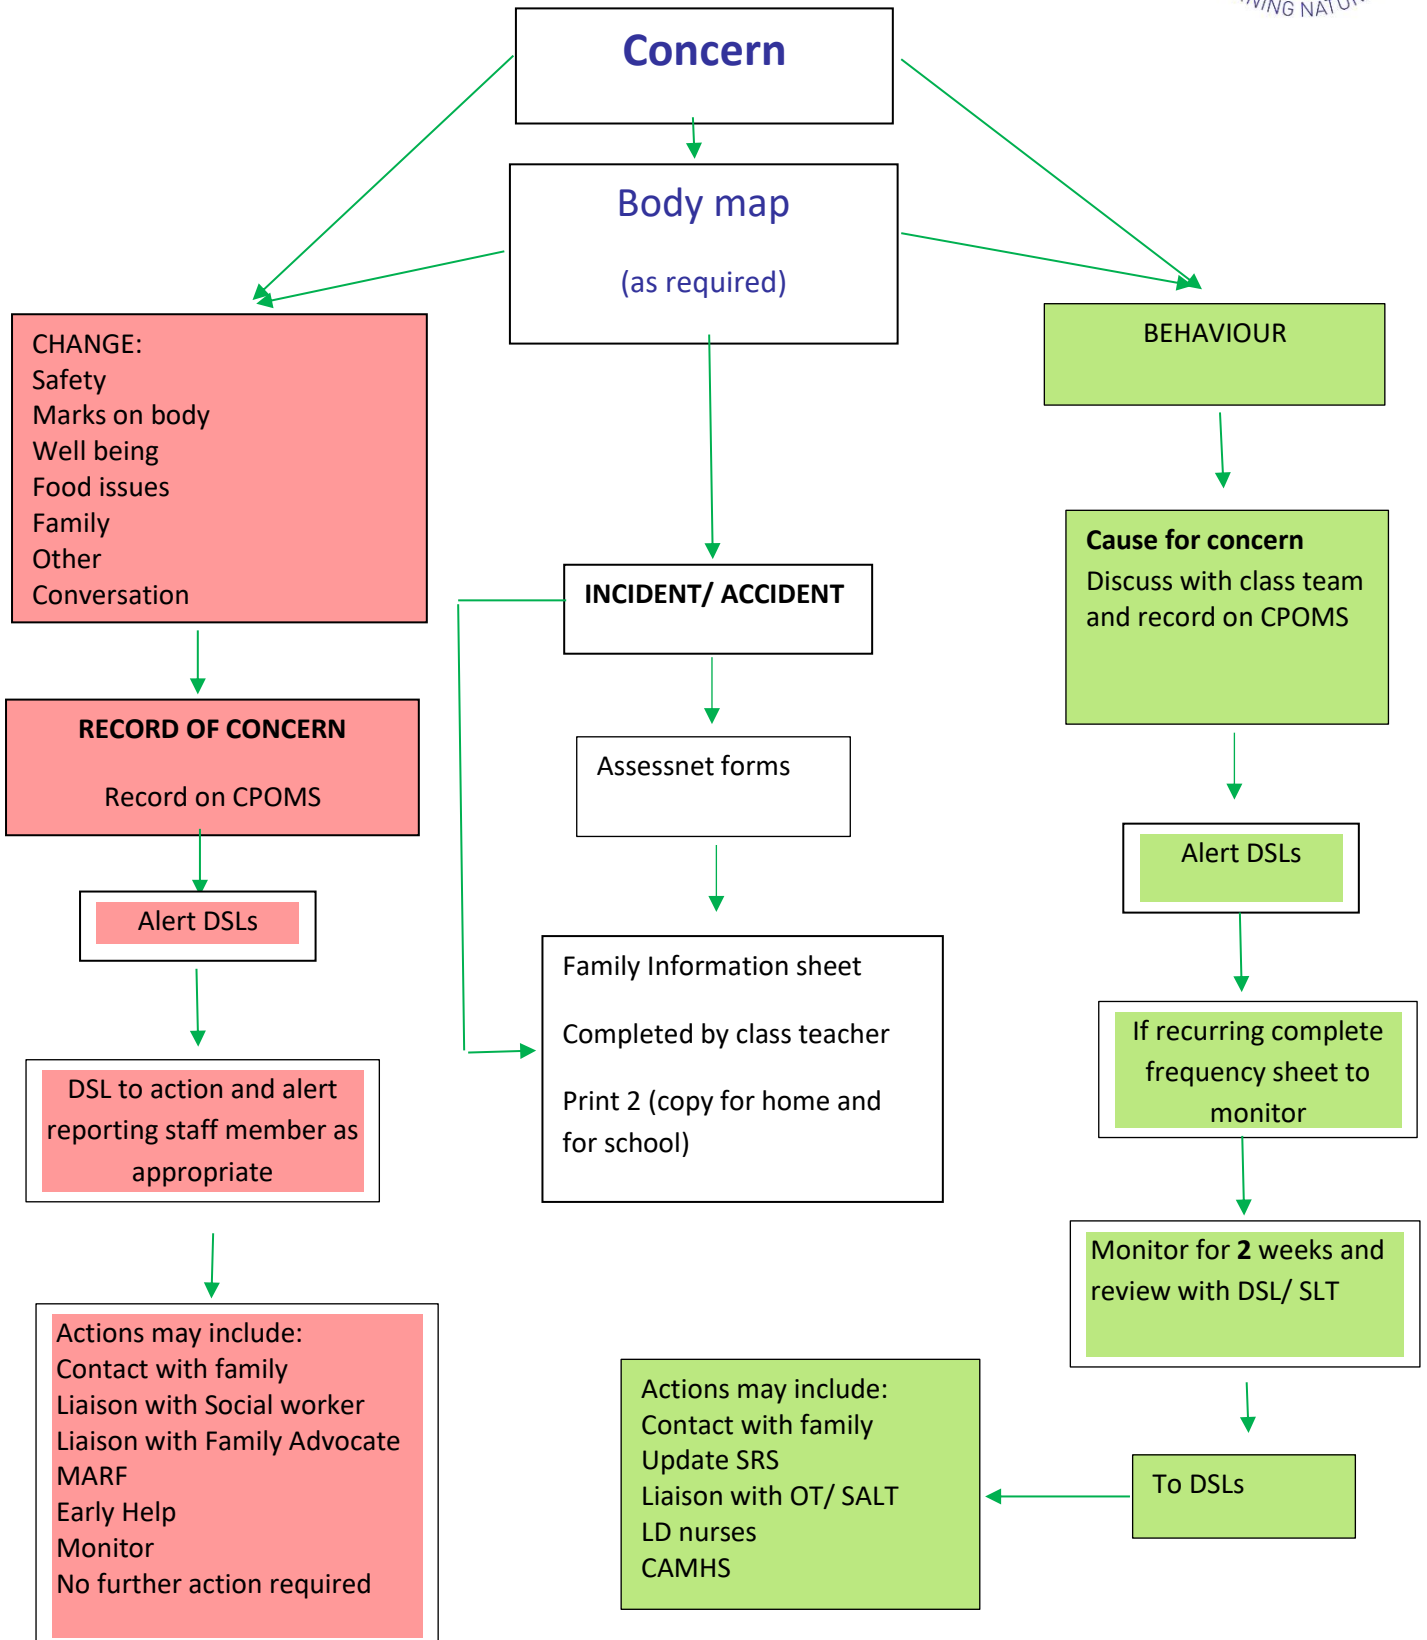 NING NATU
Concern
Body map
(as required)
CHANGE:
Safety
Marks on body
Well being
Food issues
Family
Other
Conversation
RECORD OF CONCERN
Record on CPOMS
Alert DSLs
DSL to action and alert
reporting staff member as
appropriate
Actions may include:
Contact with family
Liaison with Social worker
Liaison with Family Advocate
MARF
Early Help
Monitor
No further action required
INCIDENT/ ACCIDENT
Assessnet forms
Family Information sheet
Completed by class teacher
Print 2 (copy for home and
for school)
BEHAVIOUR
Cause for concern
Discuss with class team
and record on CPOMS
Alert DSLs
If recurring complete
frequency sheet to
monitor
Monitor for 2 weeks and
review with DSL/ SLT
To DSLs
Actions may include:
Contact with family
Update SRS
Liaison with OT/ SALT
LD nurses
CAMHS